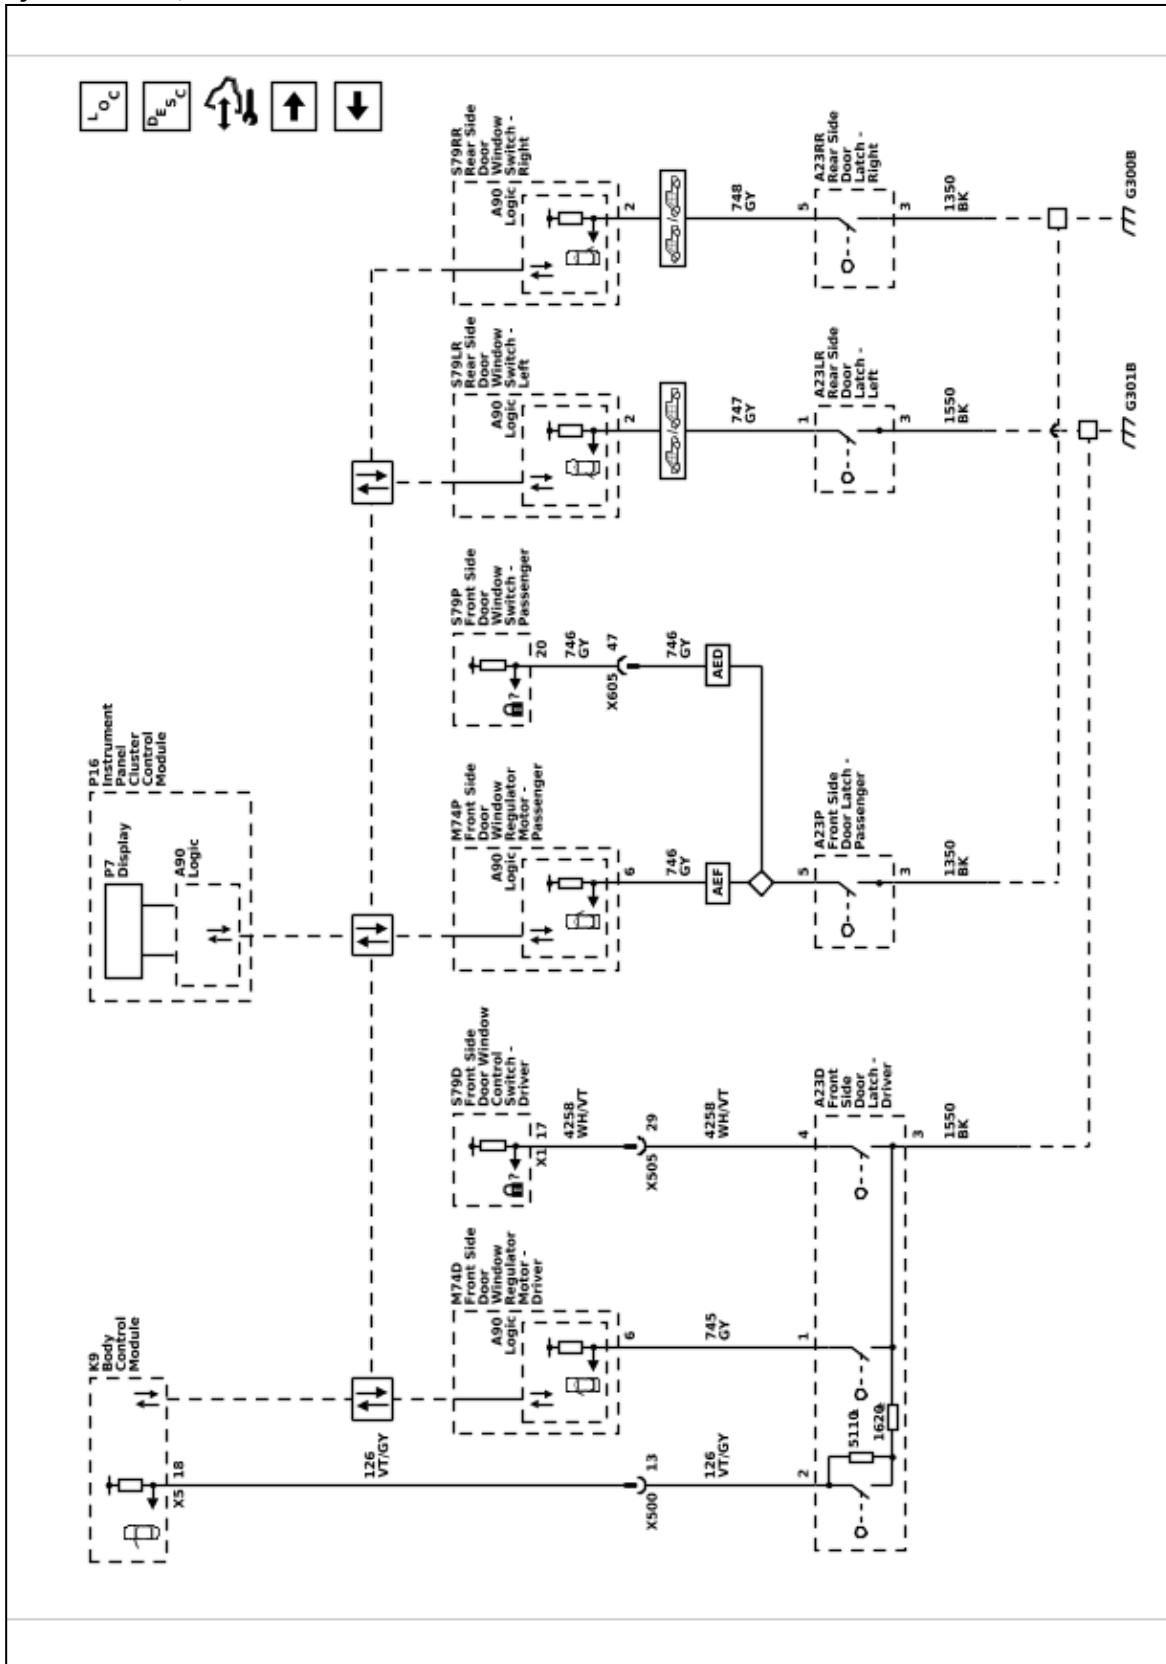 LOC
DESC
K9
Body
Control
Module
X5
18
126
VT/GY
X500
13
126
VT/GY
2
P16
Instrument
Panel
Cluster
Control
Module
P7
Display
A90
Logic
M74D
Front Side
Door
Window
Regulator
Motor -
Driver
A90
Logic
6
745
GY
1
S79D
Front Side
Door Window
Control
Switch -
Driver
X1
17
4258
WH/VT
X505
29
4258
WH/VT
4
A23D
Front
Side
Door
Latch -
Driver
5110
1620
3
1550
BK
M74P
Front Side
Door
Window
Regulator
Motor -
Passenger
A90
Logic
6
746
GY
AEF
5
A23P
Front Side
Door Latch -
Passenger
3
1350
BK
S79P
Front Side
Door
Window
Switch -
Passenger
?
20
746
GY
X605
47
746
GY
AED
S79LR
Rear Side
Door
Window
Switch -
Left
A90
Logic
2
747
GY
1
A23LR
Rear Side
Door
Latch -
Left
3
1550
BK
G301B
S79RR
Rear Side
Door
Window
Switch -
Right
A90
Logic
2
748
GY
5
A23RR
Rear Side
Door
Latch -
Right
3
1350
BK
G300B